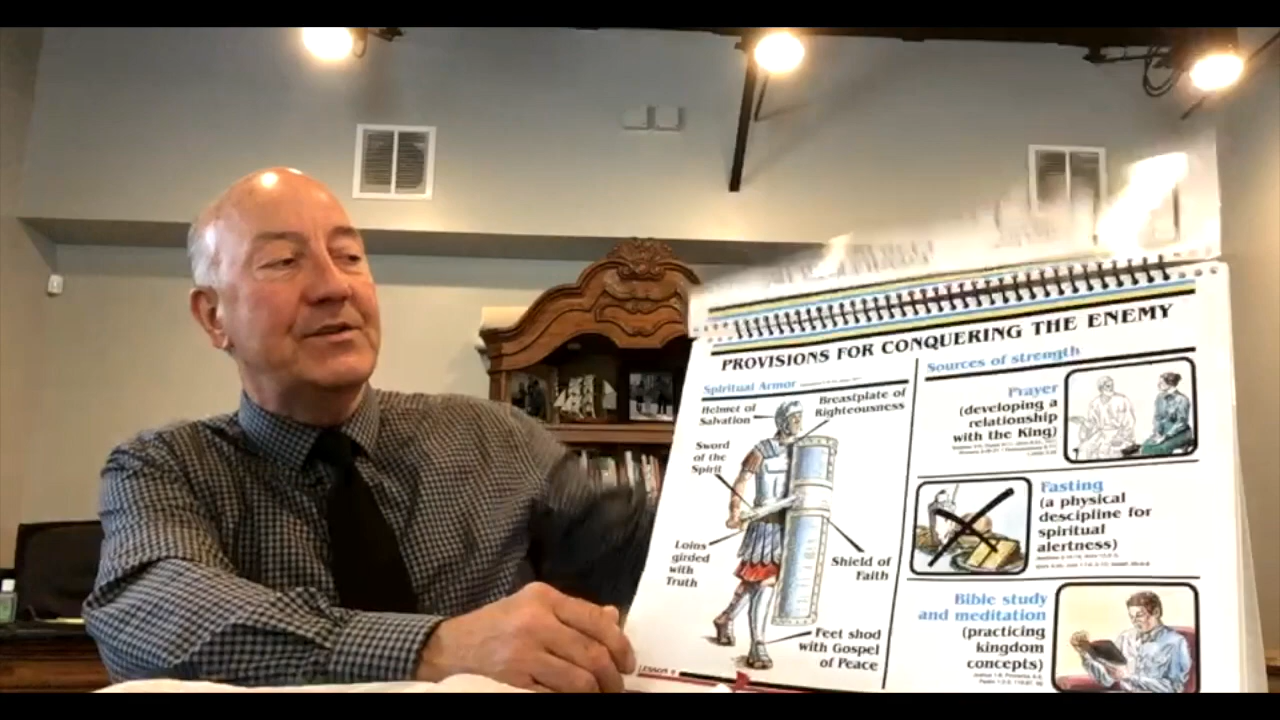 PROVISIONS FOR CONQUERING THE ENEMY
Spiritual Armor
Helmet of
Salvation
Breastplate of
Righteousness
Sword
of the
Spirit
Loins
girded
with
Truth
Shield of
Faith
Feet shod
with Gospel
of Peace
LESSON
Sources of strength
Prayer
(developing a
relationship
with the King)
Fasting
(a physical
descipline for
spiritual
alertness)
Bible study
and meditation
(practicing
kingdom
concepts)